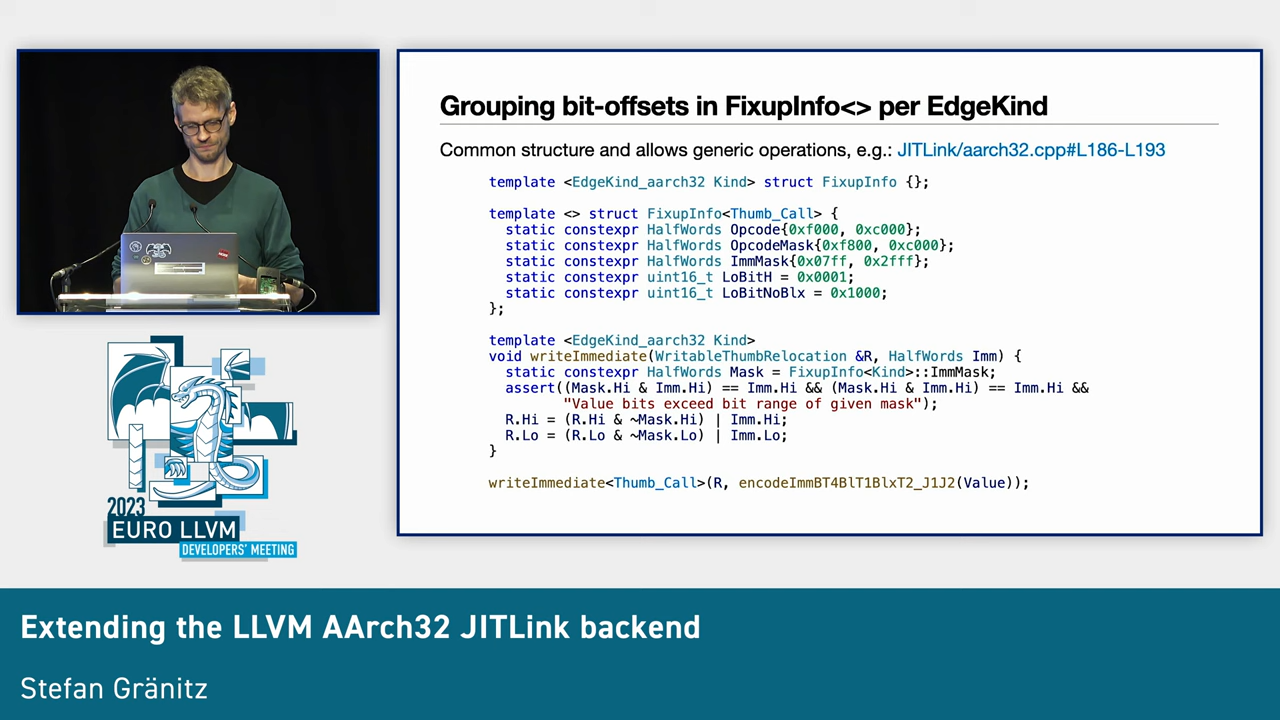 Grouping bit-offsets in FixupInfo<> per EdgeKind
Common structure and allows generic operations, e.g.: JITLink/aarch32.cpp#L186-L193
template <EdgeKind_aarch32 Kind> struct FixupInfo {};
template <> struct FixupInfo<Thumb_Call> {
static constexpr HalfWords Opcode{0xf000, 0xc000};
static constexpr HalfWords OpcodeMask{0xf800, 0xc000};
static constexpr HalfWords ImmMask{0x07ff, 0x2fff};
static constexpr uint16_t LoBitH = 0x0001;
static constexpr uint16_t LoBitNoBlx = 0x1000;
};
template <EdgeKind_aarch32 Kind>
void writeImmediate(WritableThumbRelocation &R, HalfWords Imm) {
static constexpr HalfWords Mask = FixupInfo<Kind>::ImmMask;
assert((Mask.Hi & Imm.Hi) == Imm.Hi && (Mask.Hi & Imm.Hi) == Imm.Hi &&
"Value bits exceed bit range of given mask");
R.Hi = (R.Hi & ~Mask.Hi) | Imm.Hi;
R.Lo = (R.Lo & ~Mask.Lo) | Imm.Lo;
}
writeImmediate<Thumb_Call>(R, encodeImmBT4BlT1BlxT2_J1J2(Value));
2023
EURO LLVM
DEVELOPERS' MEETING
Extending the LLVM AArch32 JITLink backend
Stefan Gränitz